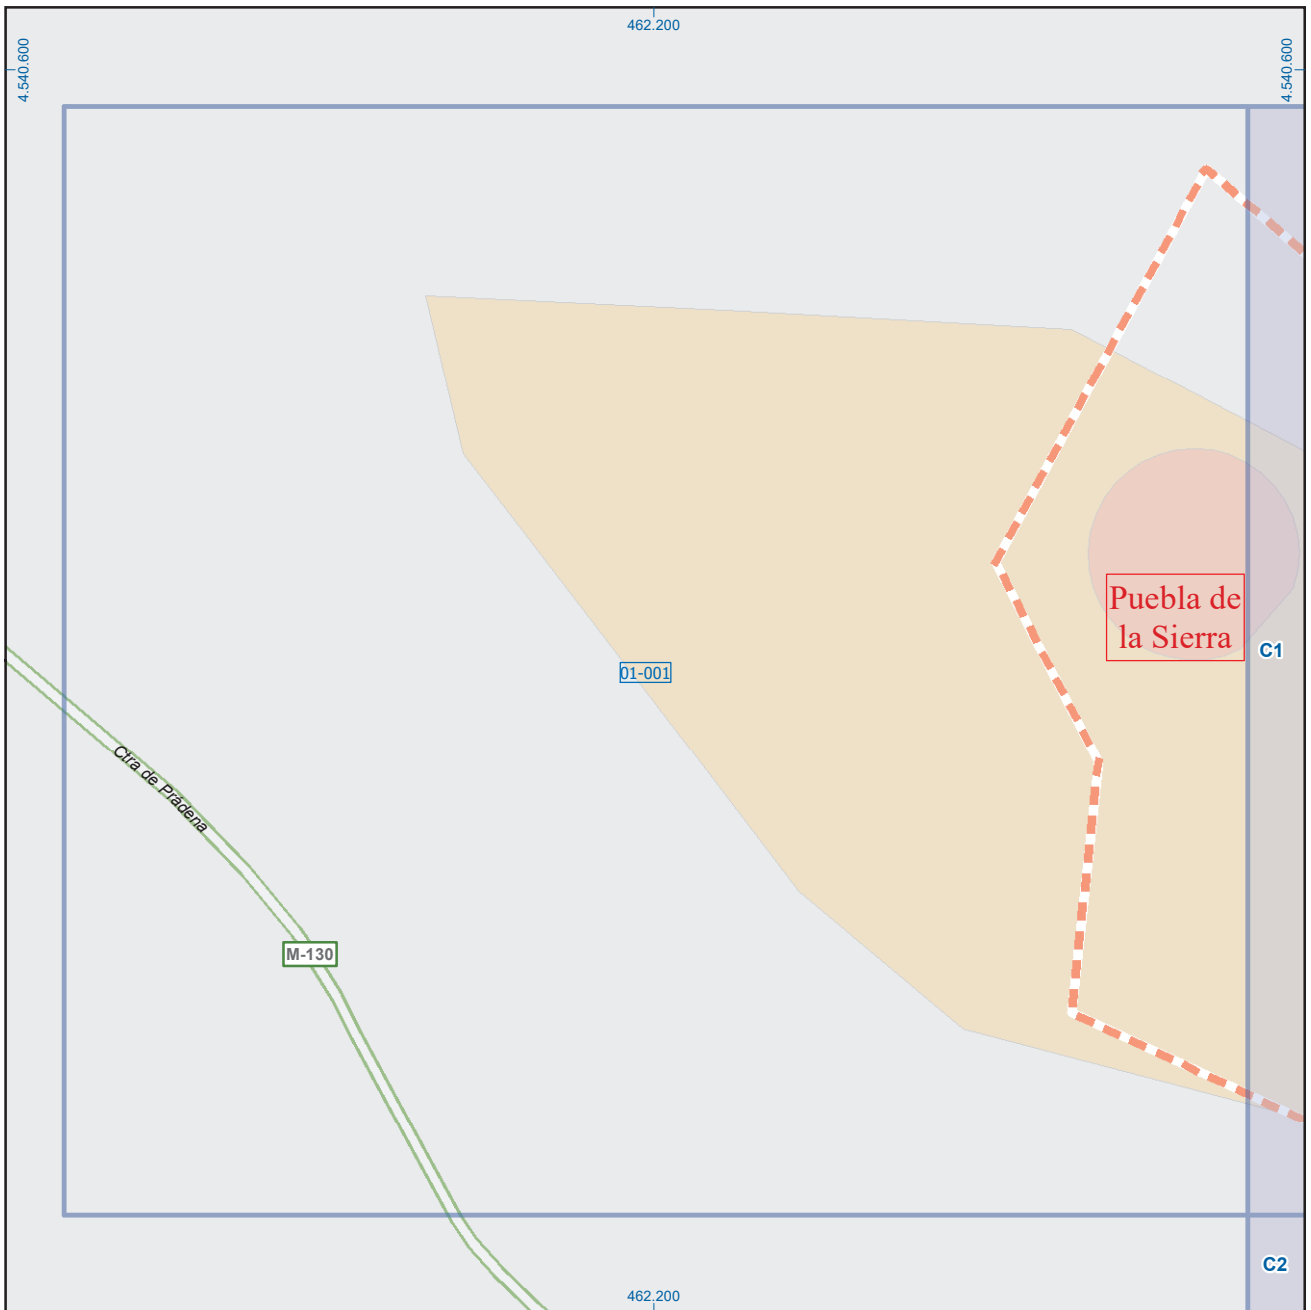 462.200
4.540.600
4.540.600
Puebla de
la Sierra
C1
01-001
Ctra de Prádena
M-130
C2
462.200